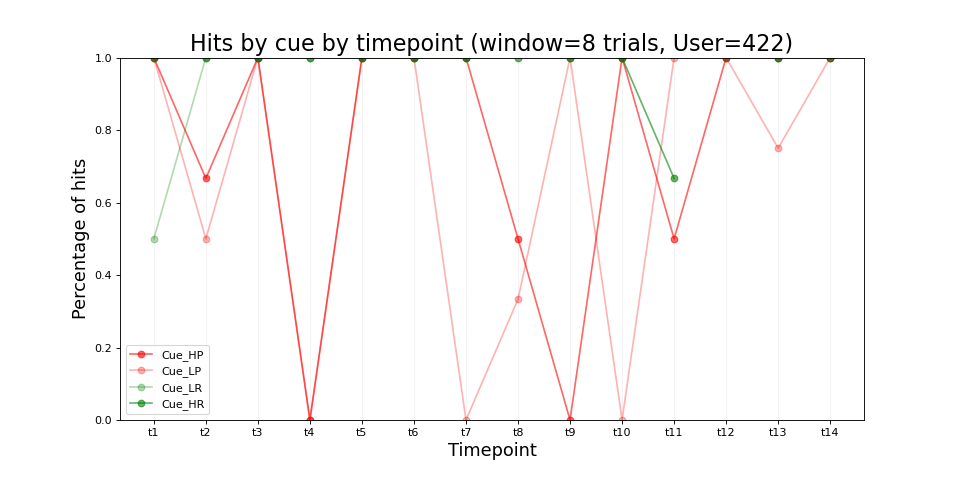 Hits by cue by timepoint (window=8 trials, User=422)
Percentage of hits
1.0
0.8
0.6
0.4
0.2
0.0
Cue_HP
Cue_LP
Cue_LR
Cue_HR
t1 t2 t3 t4 t5 t6 t7 t8 t9 t10 t11 t12 t13 t14
Timepoint